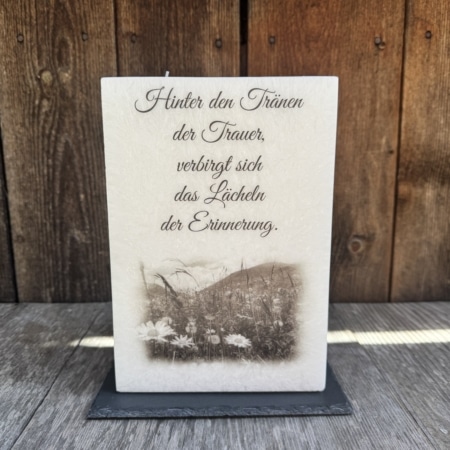 Hinter den Tränen
der Trauer,
verbirgt sich
das Lächeln
der Erinnerung.